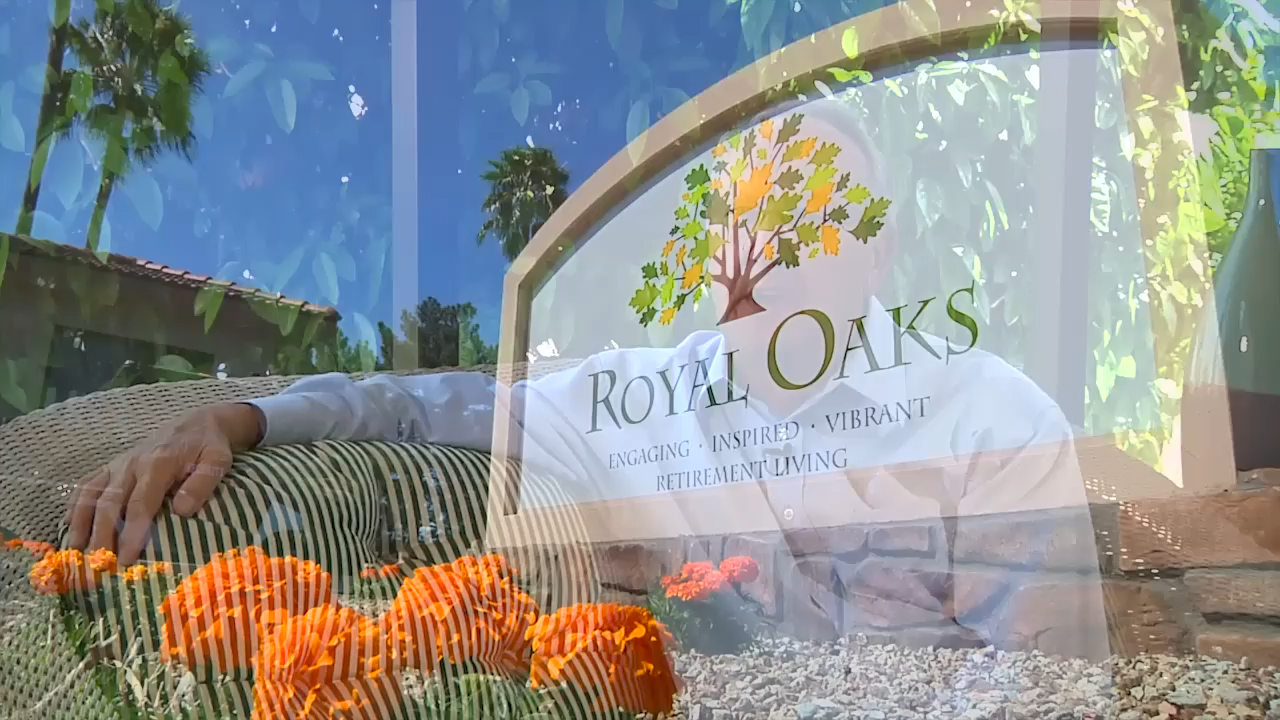 ROYAL OAKS
ENGAGING · INSPIRED · VIBRANT
RETIREMENT LIVING